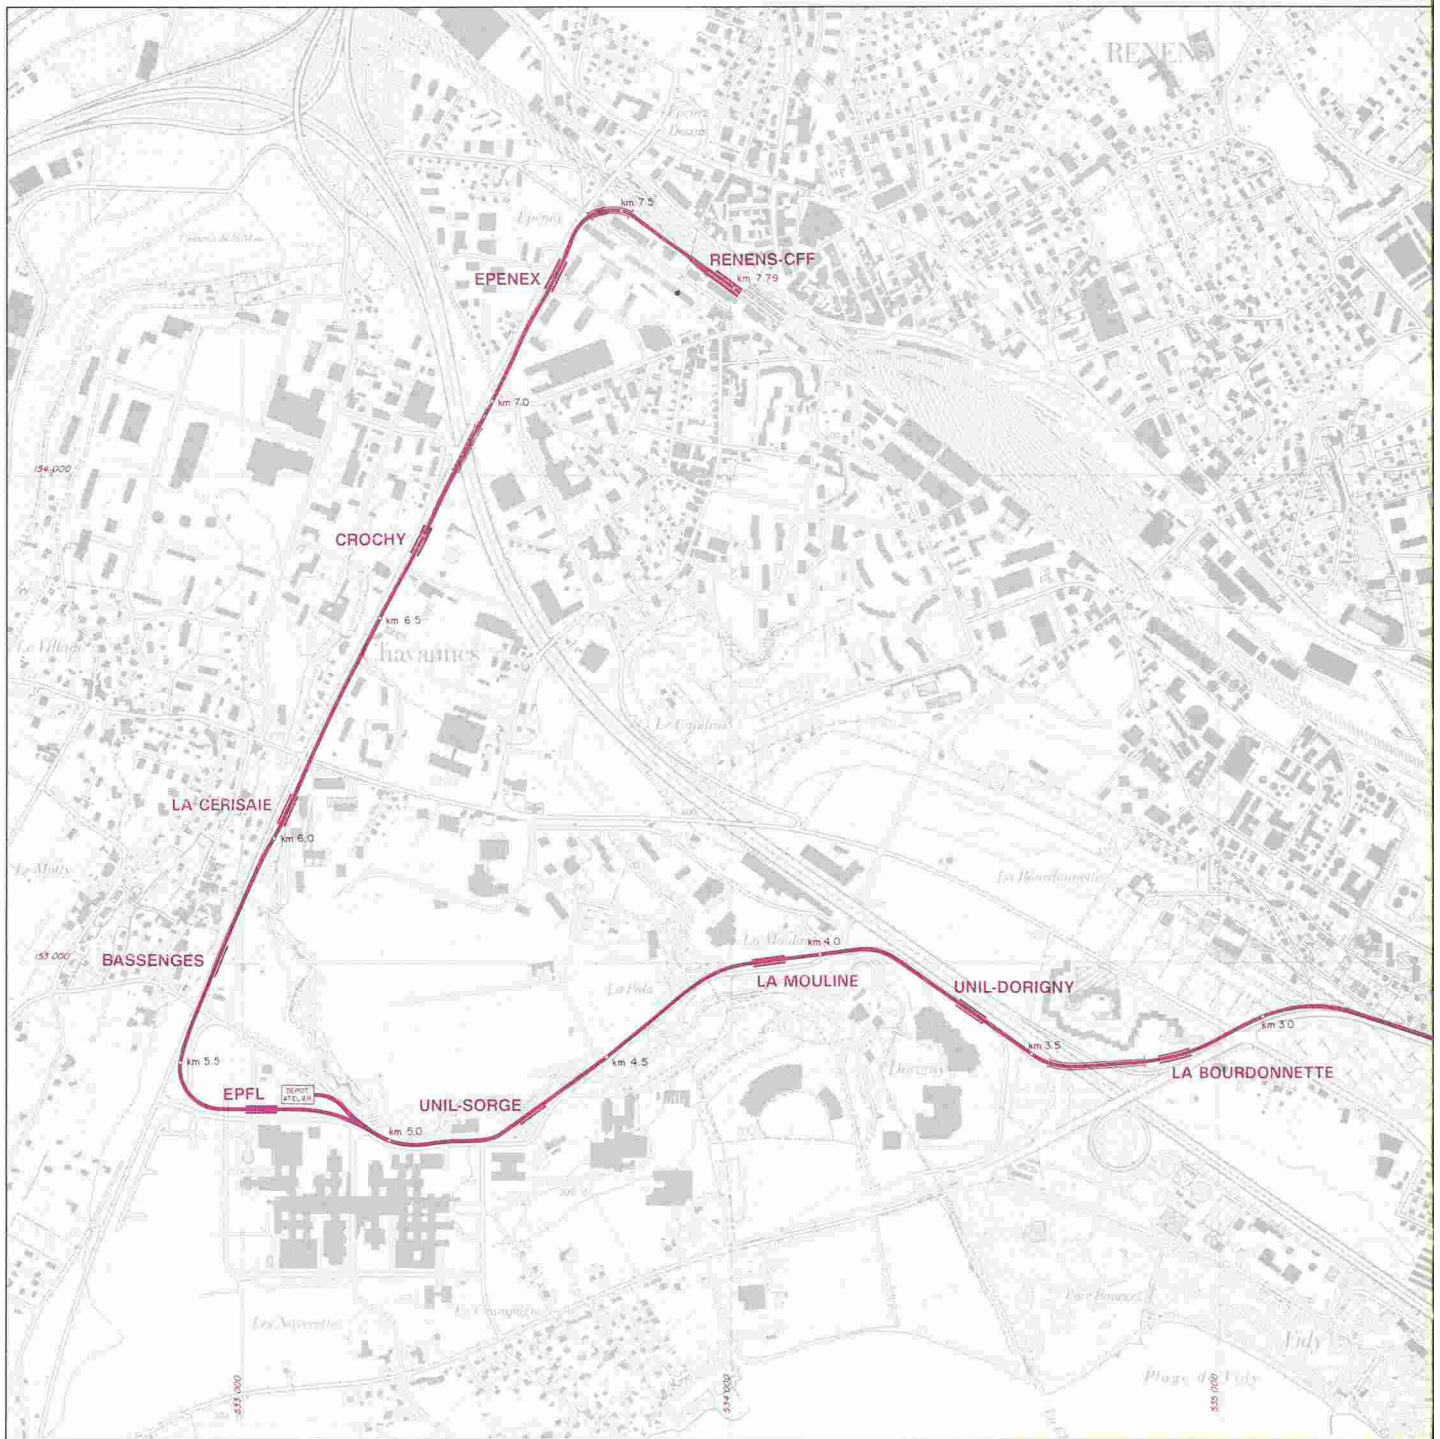 RENENS
km 7.5
RENENS-CFF
km 7.79
EPENEX
km 7.0
154 000
CROCHY
km 6.5
LA CERISAIE
km 6.0
La Bourdonnette
BASSENGES
153 000
km 4.0
LA MOULINE
UNIL-DORIGNY
km 3.0
km 3.5
LA BOURDONNETTE
km 4.5
km 5.5
Dorigny
EPFL
DEPOT
ATELIER
UNIL-SORGE
km 5.0
Vidy
Plage de Vidy
533 000
534 000
535 000